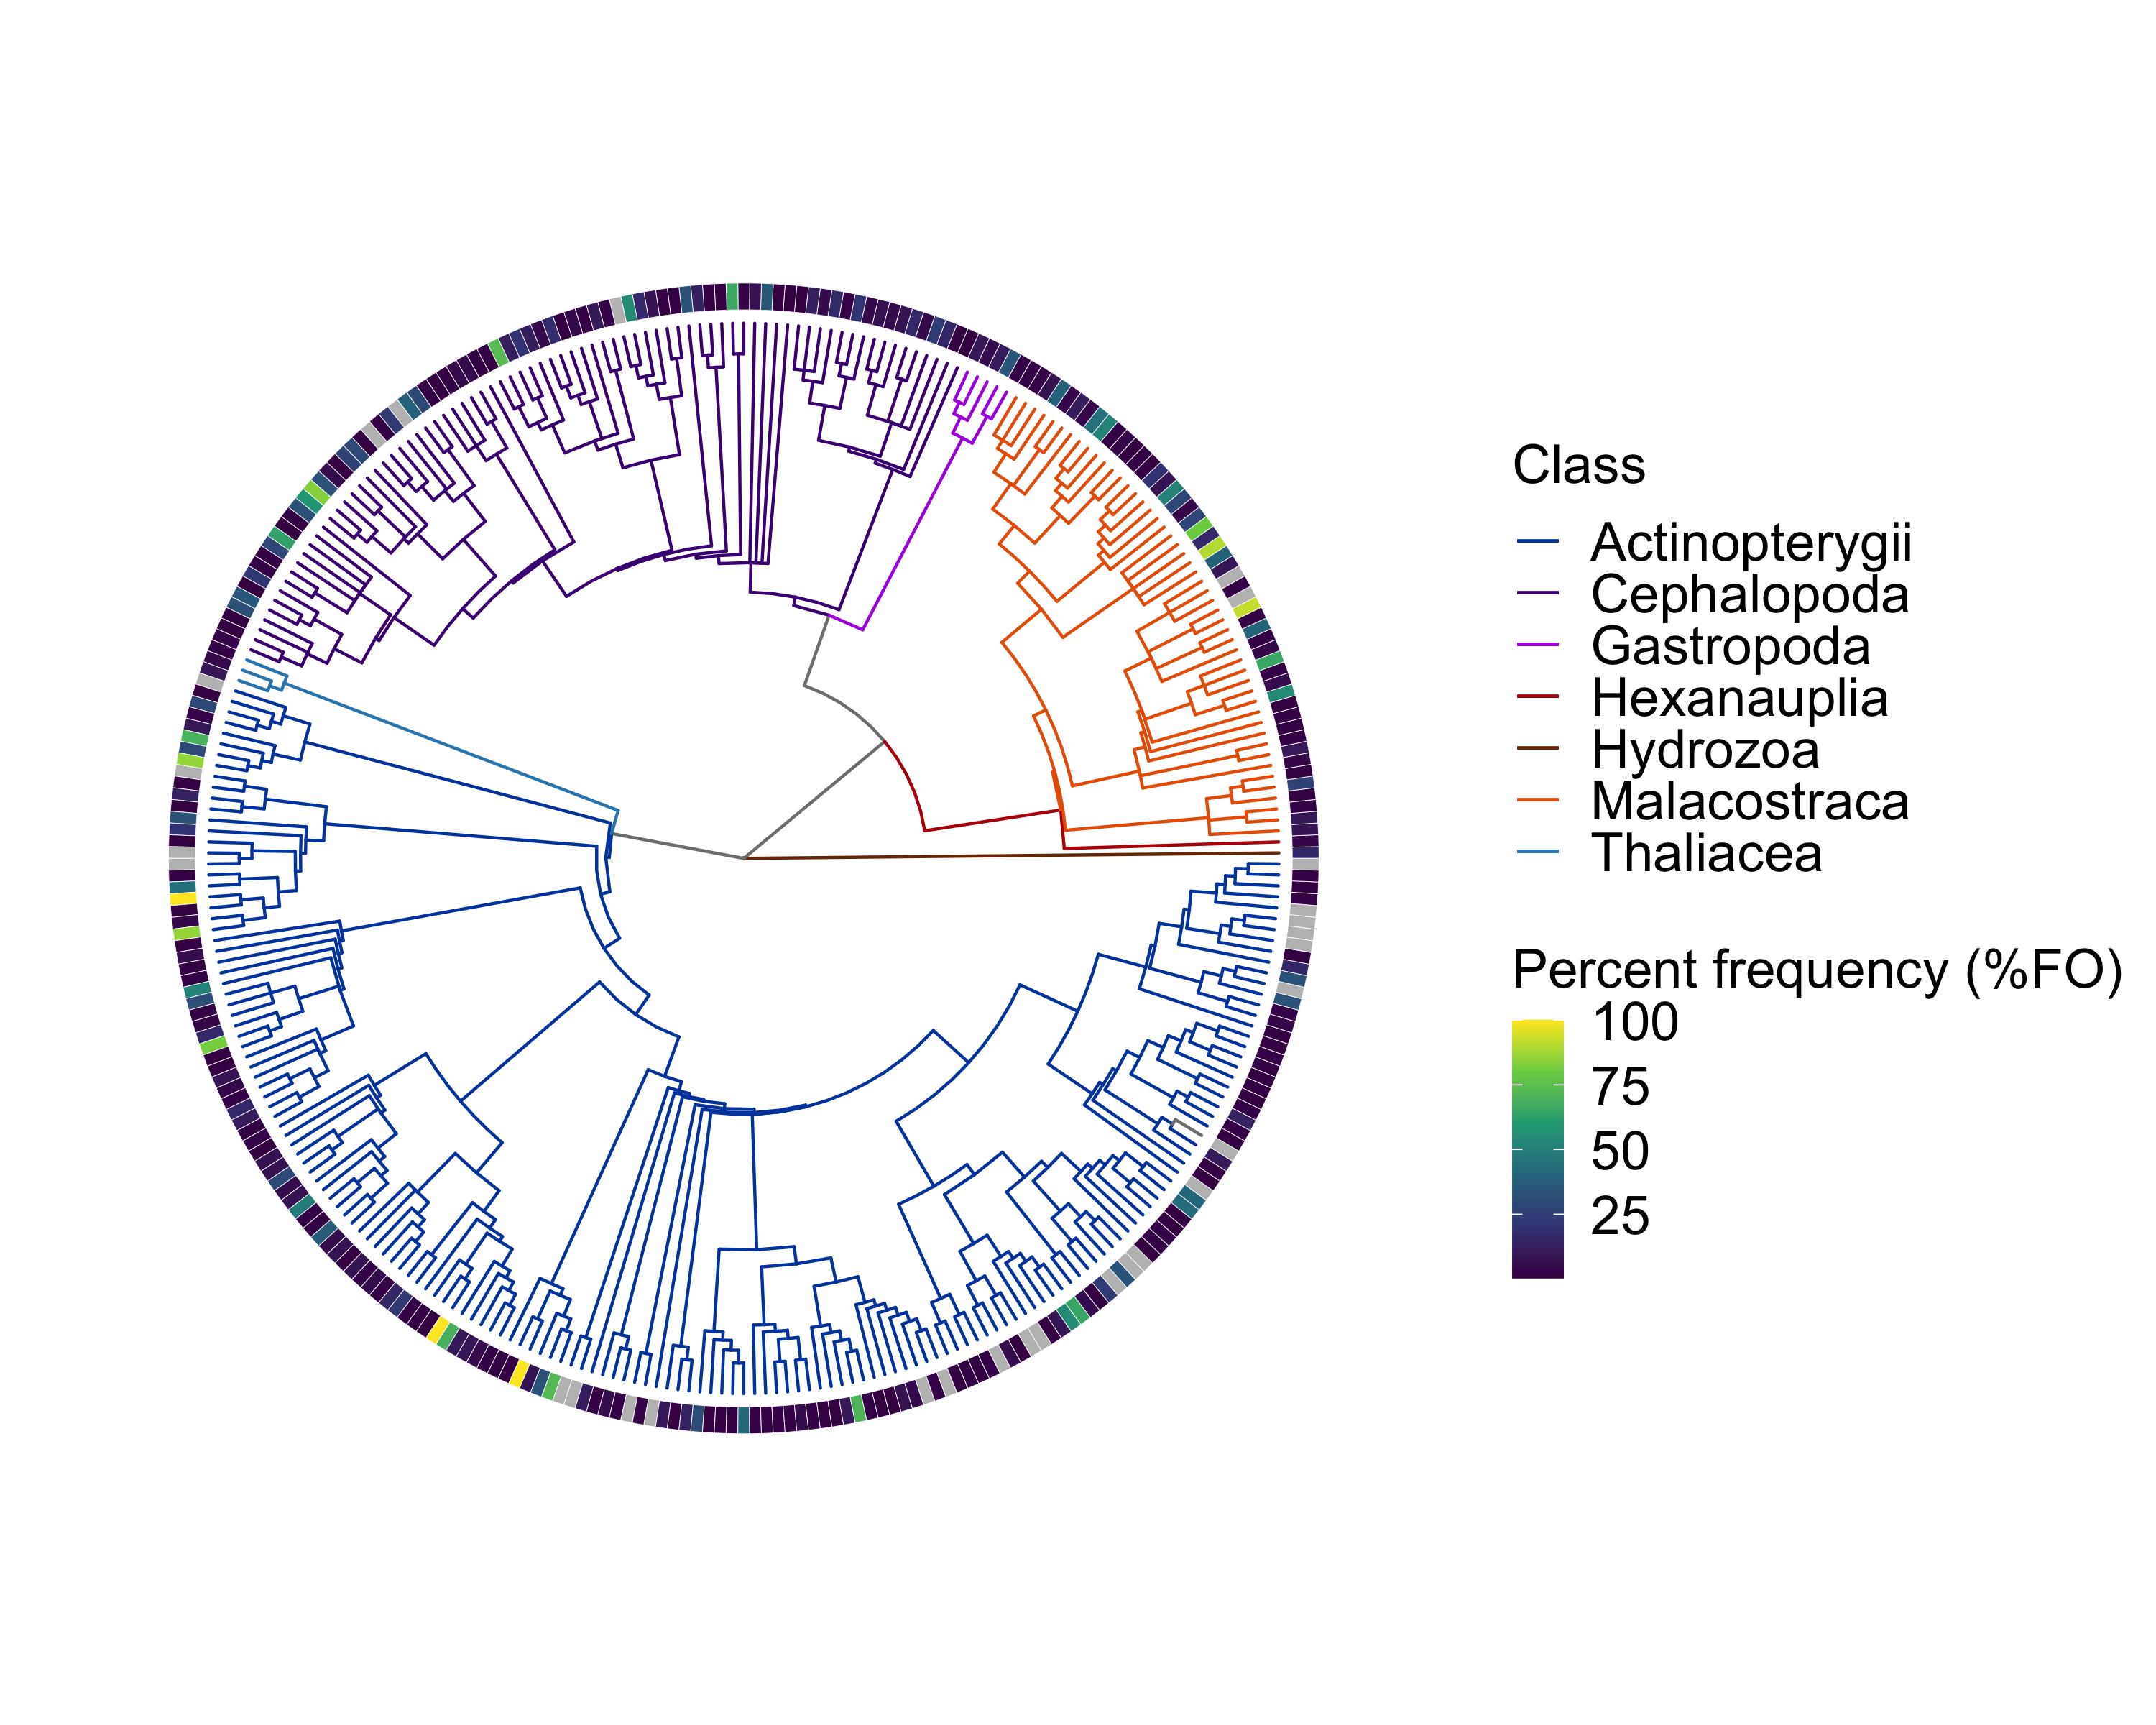 Class
Actinopterygii
Cephalopoda
Gastropoda
Hexanauplia
Hydrozoa
Malacostraca
Thaliacea
Percent frequency (%FO)
100
75
50
25